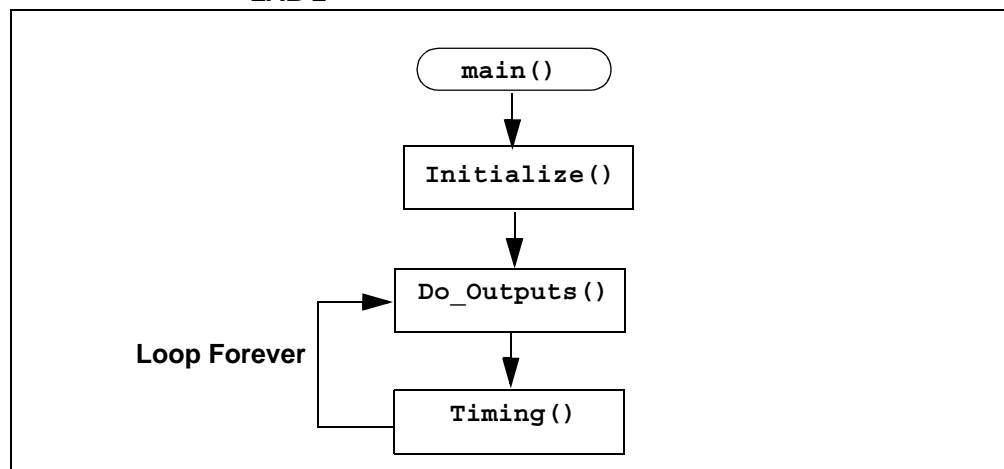 main()
Initialize()
Do_Outputs()
Loop Forever
Timing()